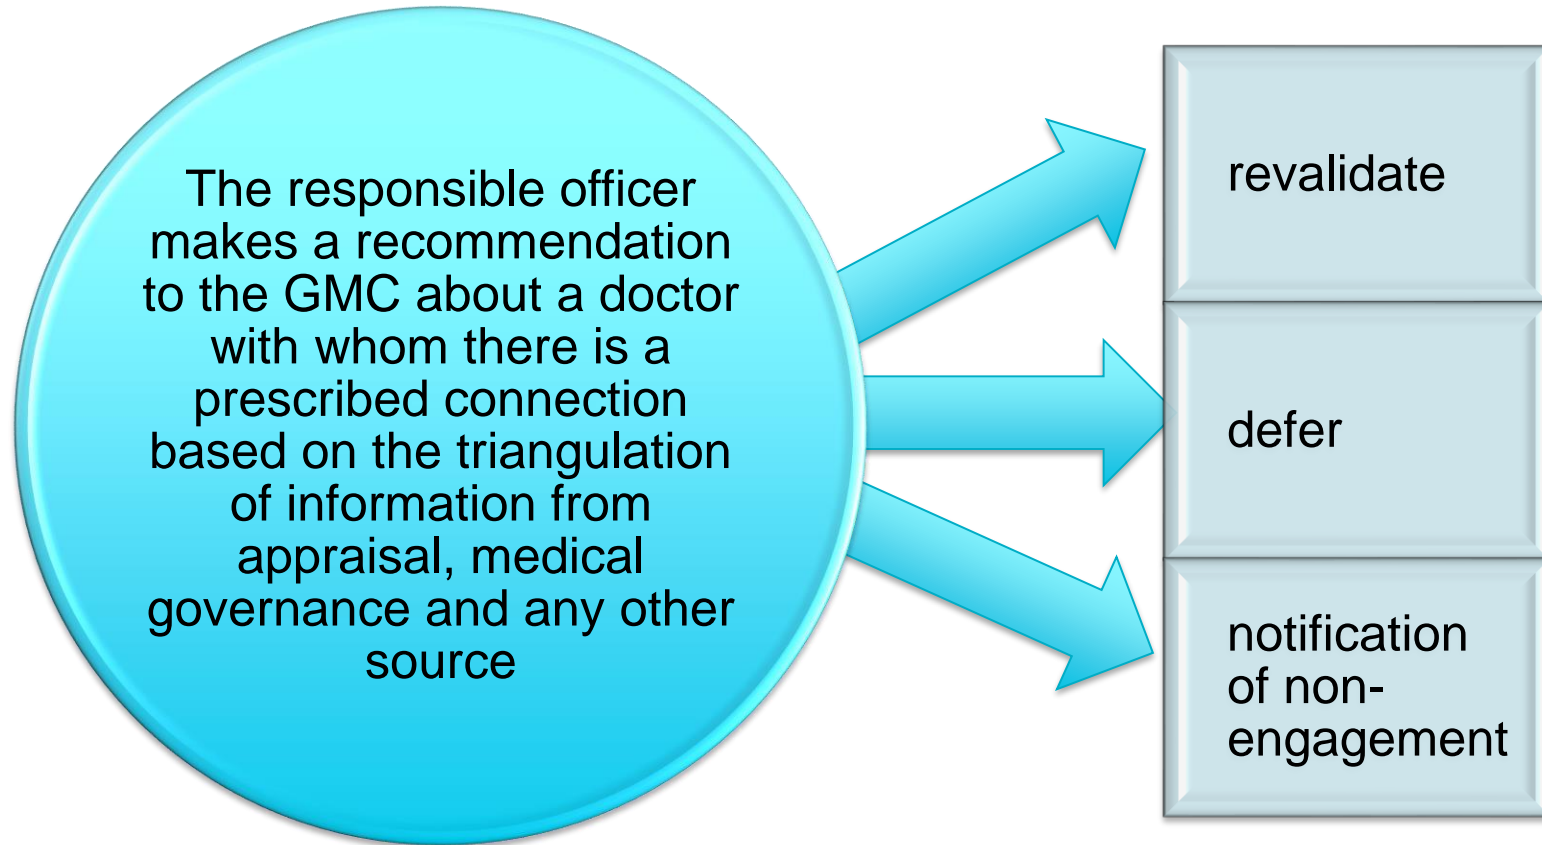 The responsible officer
makes a recommendation
to the GMC about a doctor
with whom there is a
prescribed connection
based on the triangulation
of information from
appraisal, medical
governance and any other
source
revalidate
defer
notification
of non-
engagement